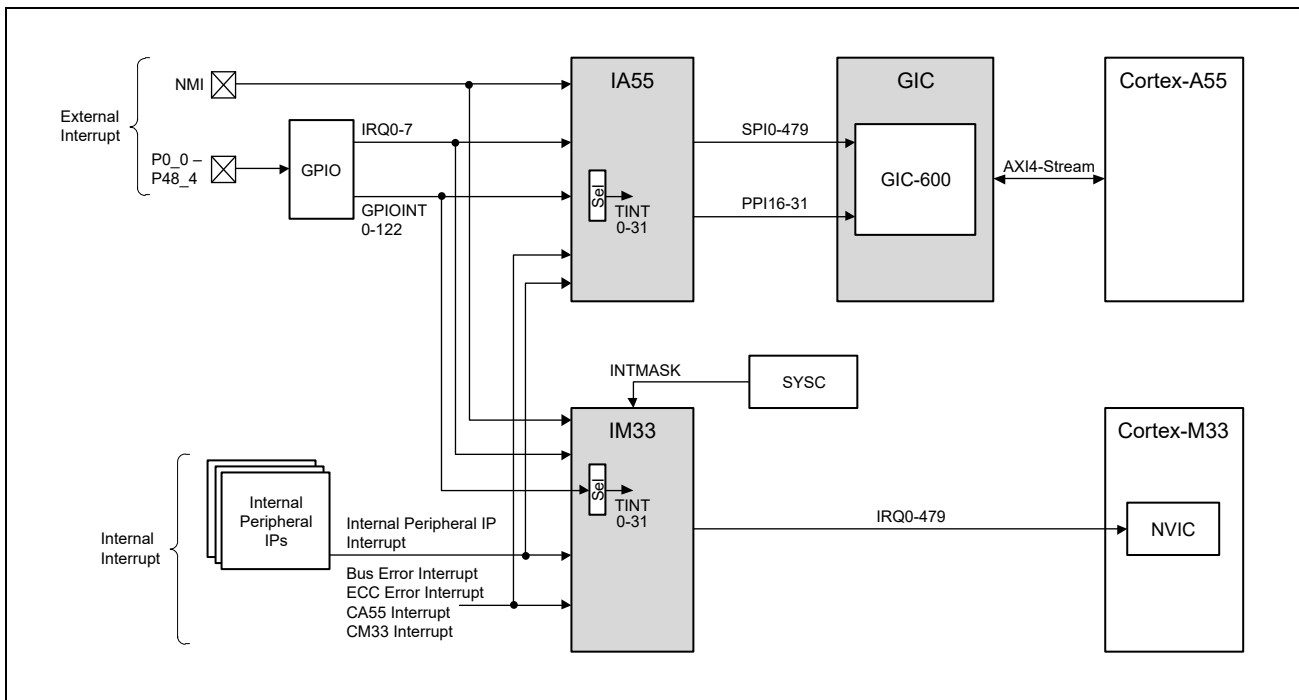 External
Interrupt
NMI
P0_0 –
P48_4
GPIO
IRQ0-7
GPIOINT
0-122
IA55
Sel
TINT
0-31
SPI0-479
PPI16-31
GIC
GIC-600
AXI4-Stream
Cortex-A55
INTMASK
SYSC
IM33
Sel
TINT
0-31
IRQ0-479
Cortex-M33
NVIC
Internal
Interrupt
Internal
Peripheral
IPs
Internal Peripheral IP
Interrupt
Bus Error Interrupt
ECC Error Interrupt
CA55 Interrupt
CM33 Interrupt